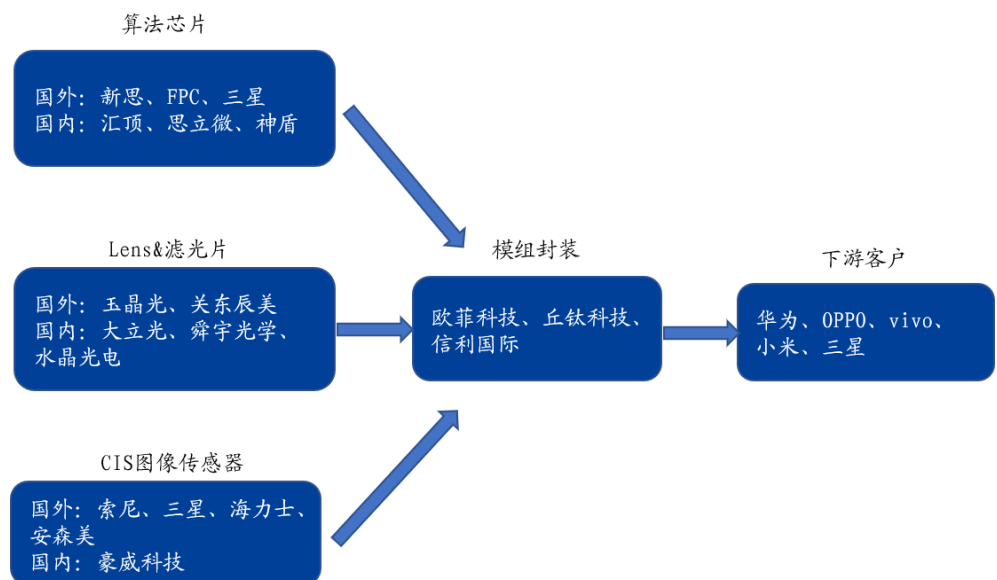 算法芯片
国外：新思、FPC、三星
国内：汇顶、思立微、神盾
Lens&滤光片
国外：玉晶光、关东辰美
国内：大立光、舜宇光学、
水晶光电
CIS图像传感器
国外：索尼、三星、海力士、
安森美
国内：豪威科技
模组封装
欧菲科技、丘钛科技、
信利国际
下游客户
华为、OPPO、vivo、
小米、三星